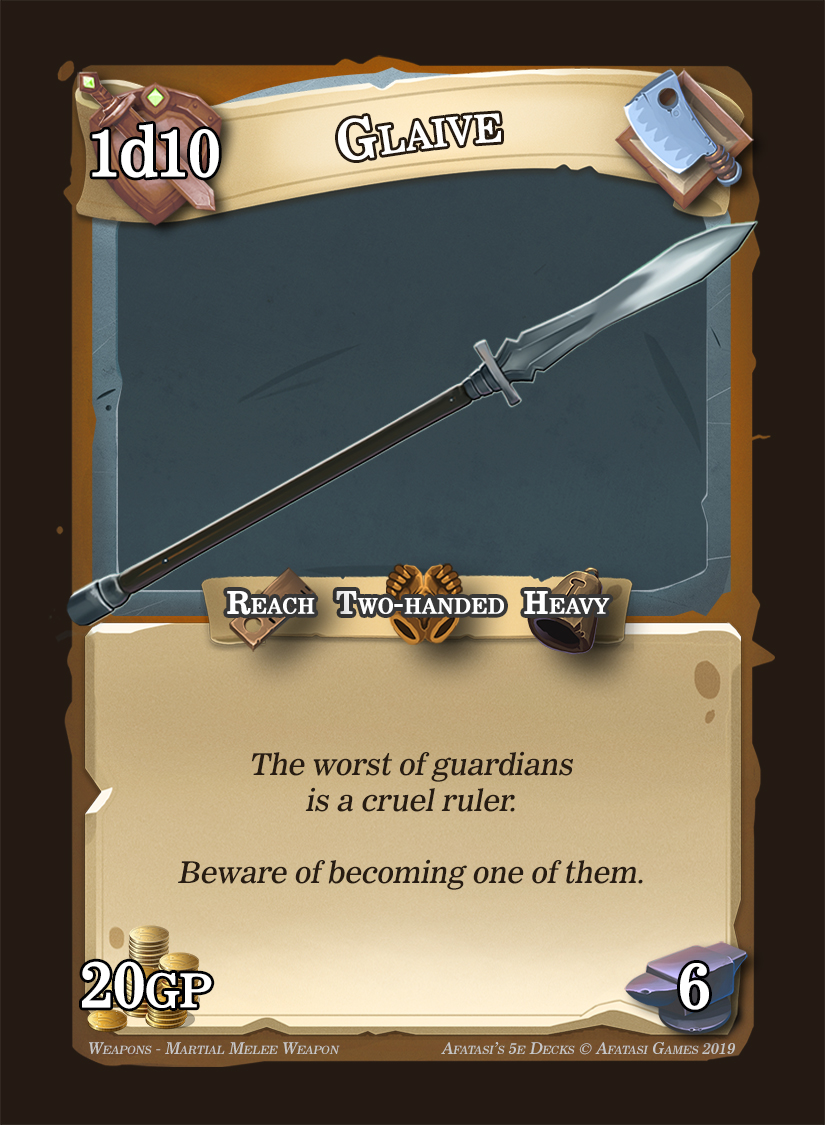 1d10
Glaive
Reach Two-handed Heavy
The worst of guardians
is a cruel ruler.
Beware of becoming one of them.
20GP
6
Weapons - Martial Melee Weapon
Afatasi's 5e Decks © Afatasi Games 2019